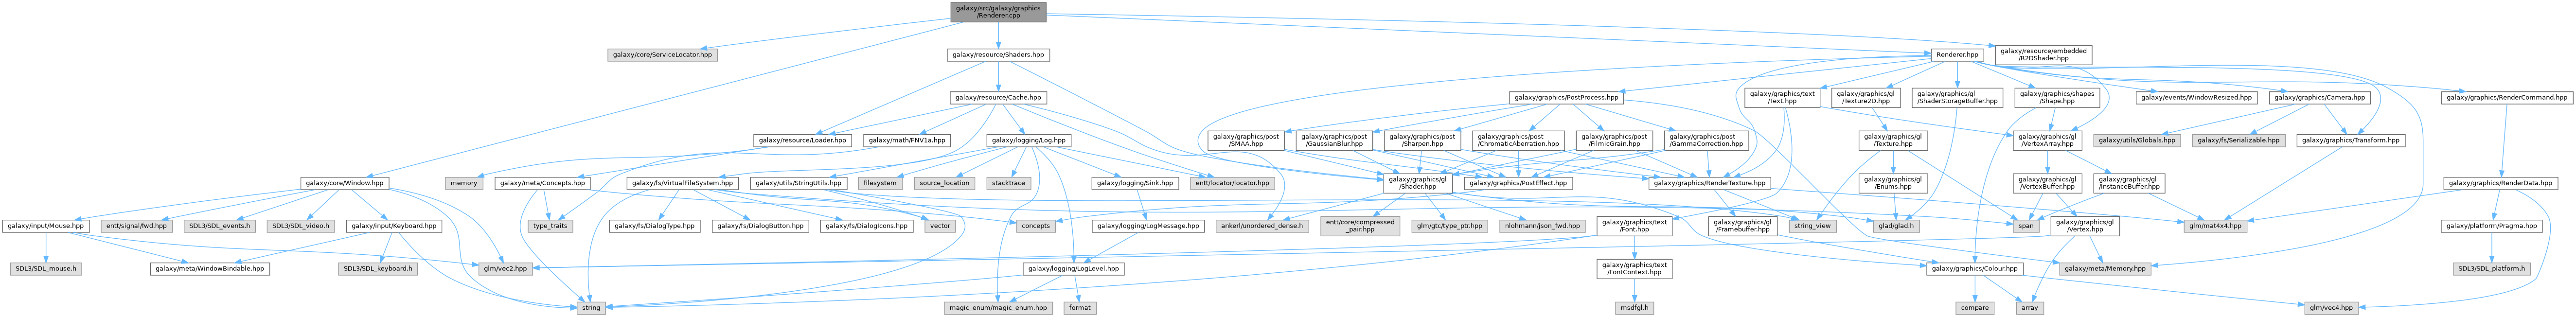 galaxy/src/galaxy/graphics
/Renderer.cpp
galaxy/core/ServiceLocator.hpp
galaxy/resource/Shaders.hpp
Renderer.hpp
galaxy/resource/embedded
/R2DShader.hpp
galaxy/resource/Cache.hpp
galaxy/graphics/PostProcess.hpp
galaxy/graphics/text
/Text.hpp
galaxy/graphics/gl
/Texture2D.hpp
galaxy/graphics/gl
/ShaderStorageBuffer.hpp
galaxy/graphics/shapes
/Shape.hpp
galaxy/events/WindowResized.hpp
galaxy/graphics/Camera.hpp
galaxy/graphics/RenderCommand.hpp
galaxy/resource/Loader.hpp
galaxy/math/FNV1a.hpp
galaxy/logging/Log.hpp
galaxy/graphics/post
/SMAA.hpp
galaxy/graphics/post
/GaussianBlur.hpp
galaxy/graphics/post
/Sharpen.hpp
galaxy/graphics/post
/ChromaticAberration.hpp
galaxy/graphics/post
/FilmicGrain.hpp
galaxy/graphics/post
/GammaCorrection.hpp
galaxy/graphics/gl
/Texture.hpp
galaxy/graphics/gl
/VertexArray.hpp
galaxy/utils/Globals.hpp
galaxy/fs/Serializable.hpp
galaxy/graphics/Transform.hpp
galaxy/core/Window.hpp
memory
galaxy/meta/Concepts.hpp
galaxy/fs/VirtualFileSystem.hpp
galaxy/utils/StringUtils.hpp
filesystem
source_location
stacktrace
galaxy/logging/Sink.hpp
entt/locator/locator.hpp
galaxy/graphics/gl
/Shader.hpp
galaxy/graphics/PostEffect.hpp
galaxy/graphics/RenderTexture.hpp
galaxy/graphics/gl
/Enums.hpp
galaxy/graphics/gl
/VertexBuffer.hpp
galaxy/graphics/gl
/InstanceBuffer.hpp
galaxy/graphics/RenderData.hpp
galaxy/input/Mouse.hpp
entt/signal/fwd.hpp
SDL3/SDL_events.h
SDL3/SDL_video.h
galaxy/input/Keyboard.hpp
type_traits
galaxy/fs/DialogType.hpp
galaxy/fs/DialogButton.hpp
galaxy/fs/DialogIcons.hpp
vector
concepts
galaxy/logging/LogMessage.hpp
ankerl/unordered_dense.h
entt/core/compressed
_pair.hpp
glm/gtc/type_ptr.hpp
nlohmann/json_fwd.hpp
galaxy/graphics/text
/Font.hpp
galaxy/graphics/gl
/Framebuffer.hpp
string_view
glad/glad.h
span
galaxy/graphics/gl
/Vertex.hpp
glm/mat4x4.hpp
galaxy/platform/Pragma.hpp
SDL3/SDL_mouse.h
galaxy/meta/WindowBindable.hpp
SDL3/SDL_keyboard.h
glm/vec2.hpp
galaxy/logging/LogLevel.hpp
galaxy/graphics/text
/FontContext.hpp
galaxy/graphics/Colour.hpp
galaxy/meta/Memory.hpp
SDL3/SDL_platform.h
string
magic_enum/magic_enum.hpp
format
msdfgl.h
compare
array
glm/vec4.hpp